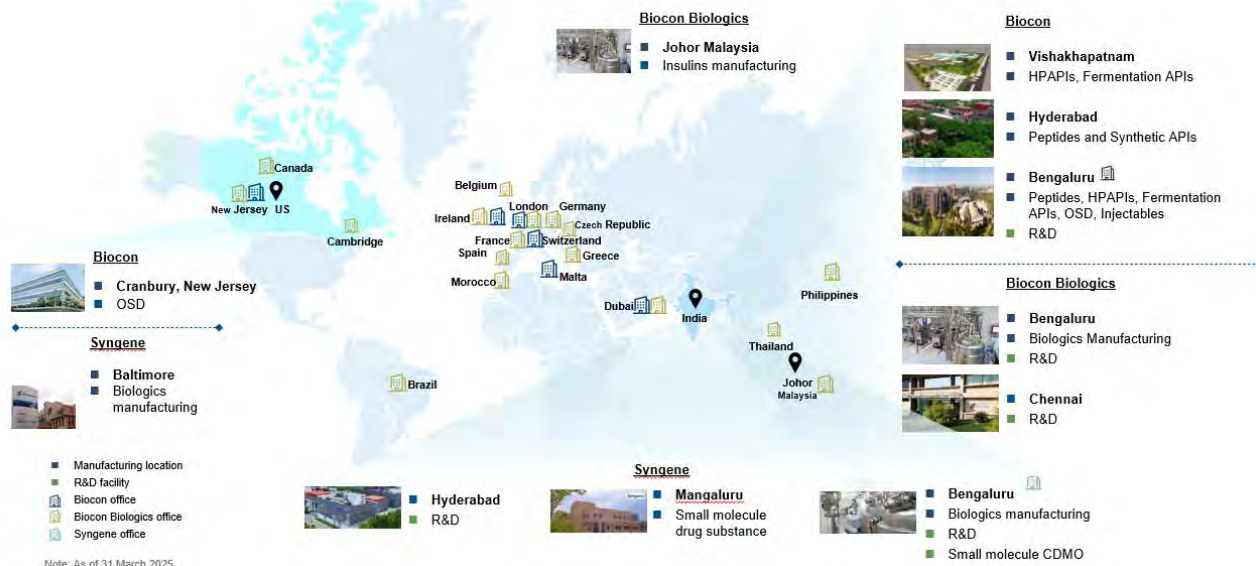 Biocon Biologics
Johor Malaysia
Insulins manufacturing
Biocon
Vishakhapatnam
HPAPIs, Fermentation APIs
Hyderabad
Peptides and Synthetic APIs
Bengaluru
Peptides, HPAPIs, Fermentation
APIs, OSD, Injectables
R&D
Canada
New Jersey US
Cambridge
Belgium
London
Germany
Ireland
Czech Republic
France
Switzerland
Spain
Greece
Morocco
Malta
Dubai
India
Philippines
Thailand
Johor
Malaysia
Brazil
Biocon
Cranbury, New Jersey
OSD
Syngene
Baltimore
Biologics
manufacturing
Biocon Biologics
Bengaluru
Biologics Manufacturing
R&D
Chennai
R&D
Manufacturing location
R&D facility
Biocon office
Biocon Biologics office
Syngene office
Note: As of 31 March 2025
Syngene
Hyderabad
R&D
Mangaluru
Small molecule
drug substance
Bengaluru
Biologics manufacturing
R&D
Small molecule CDMO